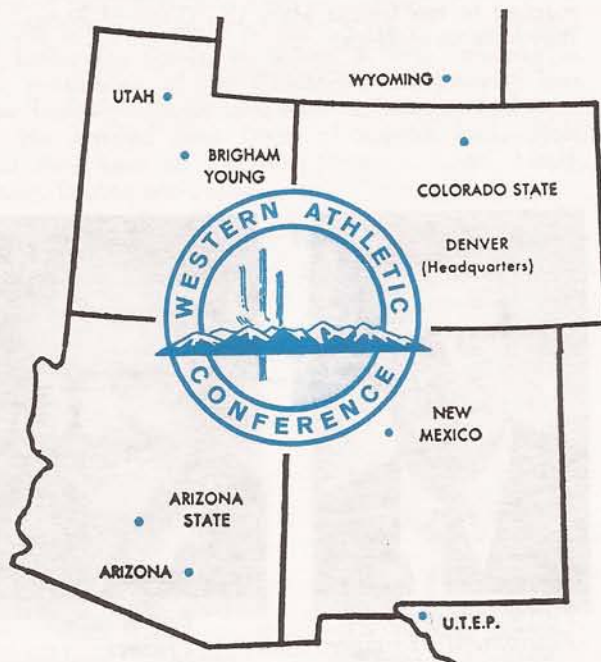 WYOMING
UTAH
BRIGHAM
YOUNG
COLORADO STATE
DENVER
(Headquarters)
WESTERN ATHLETIC
CONFERENCE
NEW
MEXICO
ARIZONA
STATE
ARIZONA
U.T.E.P.